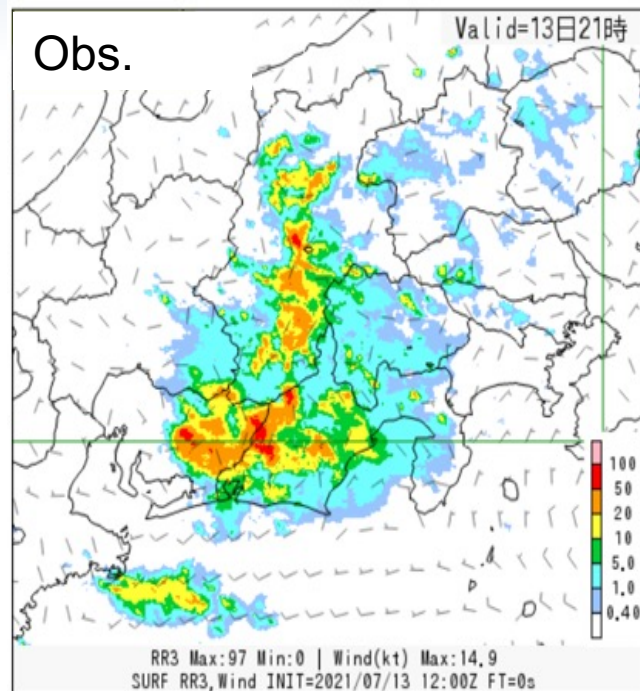 Obs.
Valid=13日21時
100
50
20
10
5.0
1.0
0.40
RR3 Max:97 Min:0 | Wind(kt) Max:14.9
SURF RR3,Wind INIT=2021/07/13 12:00Z FT=0s